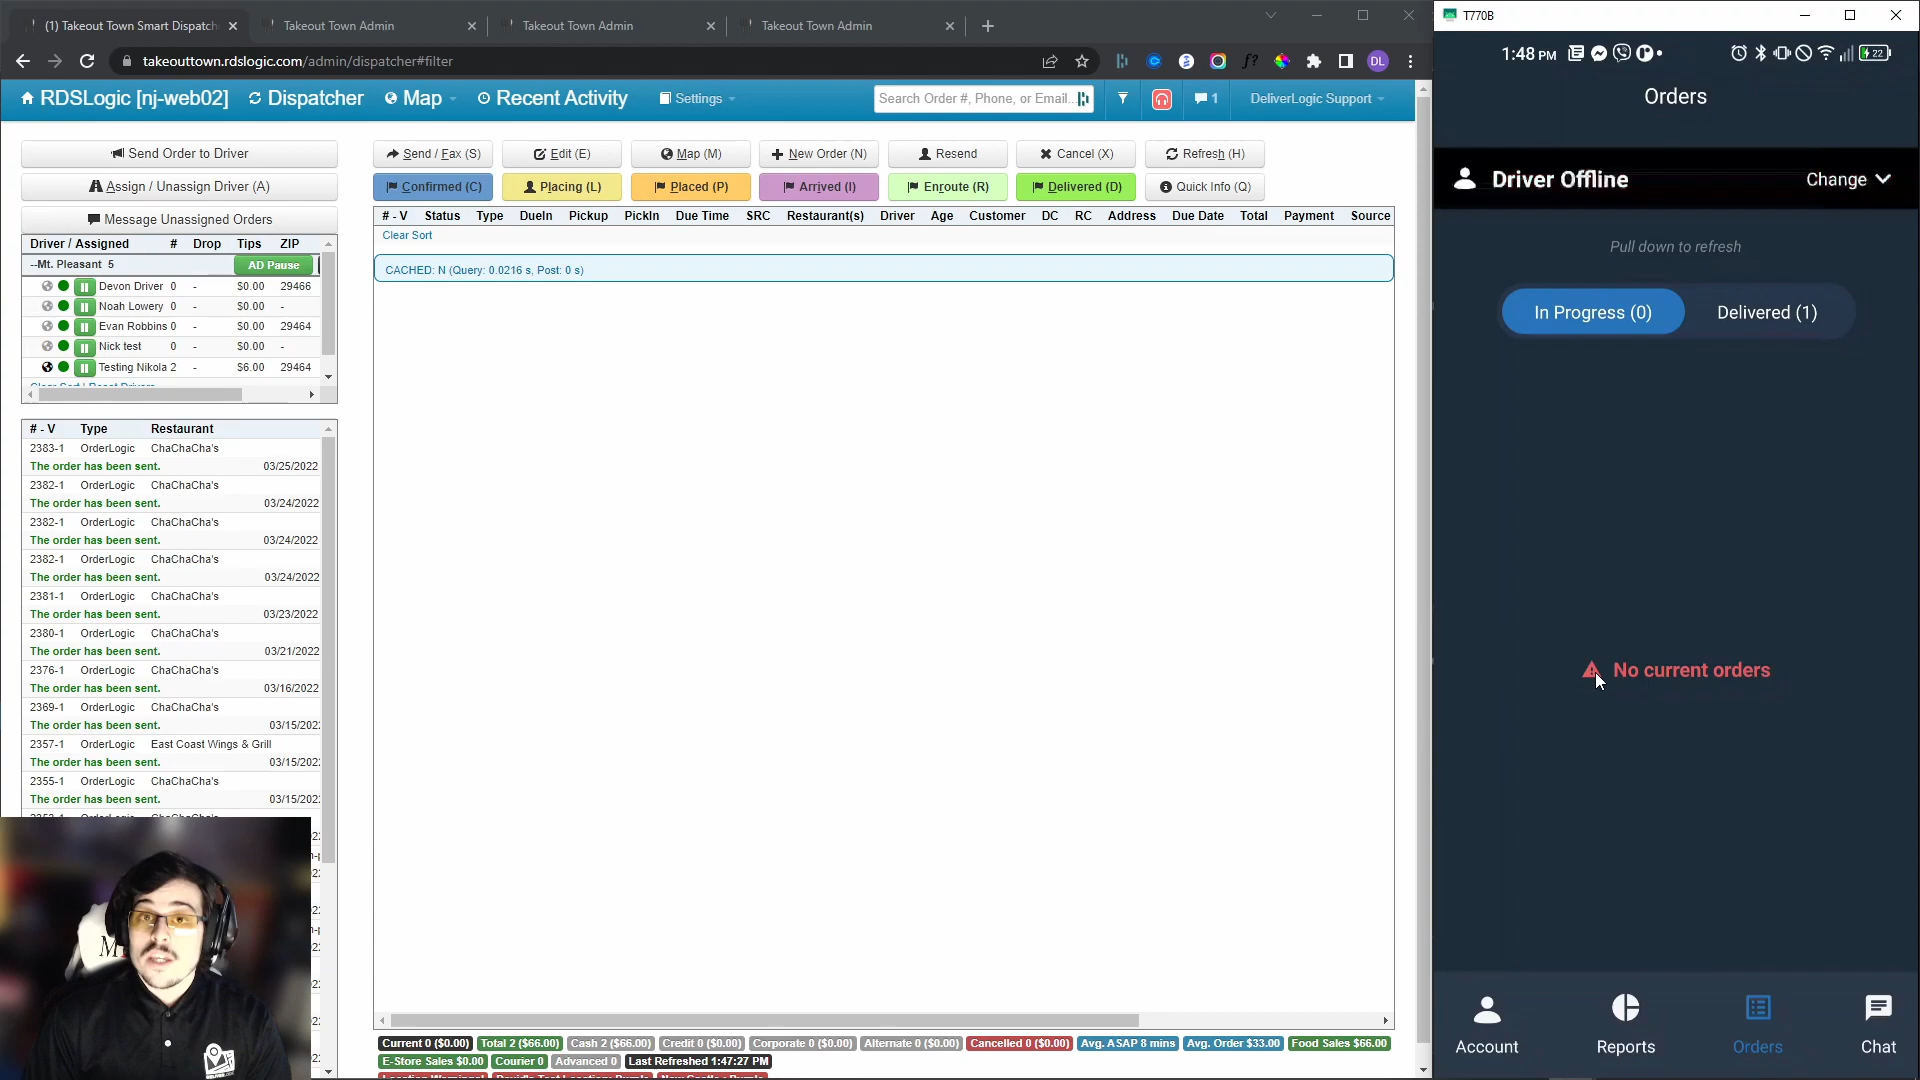 (1) Takeout Town Smart Dispatch
Takeout Town Admin
Takeout Town Admin
Takeout Town Admin
takeouttown.rdslogic.com/admin/dispatcher#filter
DL
RDSLogic [nj-web02]
Dispatcher
Map
Recent Activity
Settings
Search Order #, Phone, or Email...
1
DeliverLogic Support
Send Order to Driver
Assign / Unassign Driver (A)
Message Unassigned Orders
Send / Fax (S)
Edit (E)
Map (M)
New Order (N)
Resend
Cancel (X)
Refresh (H)
Confirmed (C)
Placing (L)
Placed (P)
Arrived (I)
Enroute (R)
Delivered (D)
Quick Info (Q)
Driver / Assigned # Drop Tips ZIP
--Mt. Pleasant 5 AD Pause
Devon Driver 0 - $0.00 29466
Noah Lowery 0 - $0.00 -
Evan Robbins 0 - $0.00 29464
Nick test 0 - $0.00 -
Testing Nikola 2 - $6.00 29464
Clear Sort | Reset Drivers
# - V Status Type DueIn Pickup PickIn Due Time SRC Restaurant(s) Driver Age Customer DC RC Address Due Date Total Payment Source
Clear Sort
CACHED: N (Query: 0.0216 s, Post: 0 s)
# - V Type Restaurant
2383-1 OrderLogic ChaChaCha's
The order has been sent. 03/25/2022
2382-1 OrderLogic ChaChaCha's
The order has been sent. 03/24/2022
2382-1 OrderLogic ChaChaCha's
The order has been sent. 03/24/2022
2382-1 OrderLogic ChaChaCha's
The order has been sent. 03/24/2022
2381-1 OrderLogic ChaChaCha's
The order has been sent. 03/23/2022
2380-1 OrderLogic ChaChaCha's
The order has been sent. 03/21/2022
2376-1 OrderLogic ChaChaCha's
The order has been sent. 03/16/2022
2369-1 OrderLogic ChaChaCha's
The order has been sent. 03/15/202
2357-1 OrderLogic East Coast Wings & Grill
The order has been sent. 03/15/202
2355-1 OrderLogic ChaChaCha's
The order has been sent. 03/15/202
Current 0 ($0.00) Total 2 ($66.00) Cash 2 ($66.00) Credit 0 ($0.00) Corporate 0 ($0.00) Alternate 0 ($0.00) Cancelled 0 ($0.00) Avg. ASAP 8 mins Avg. Order $33.00 Food Sales $66.00
E-Store Sales $0.00 Courier 0 Advanced 0 Last Refreshed 1:47:27 PM
T770B
1:48 PM
22
Orders
Driver Offline
Change
Pull down to refresh
In Progress (0)
Delivered (1)
No current orders
Account
Reports
Orders
Chat